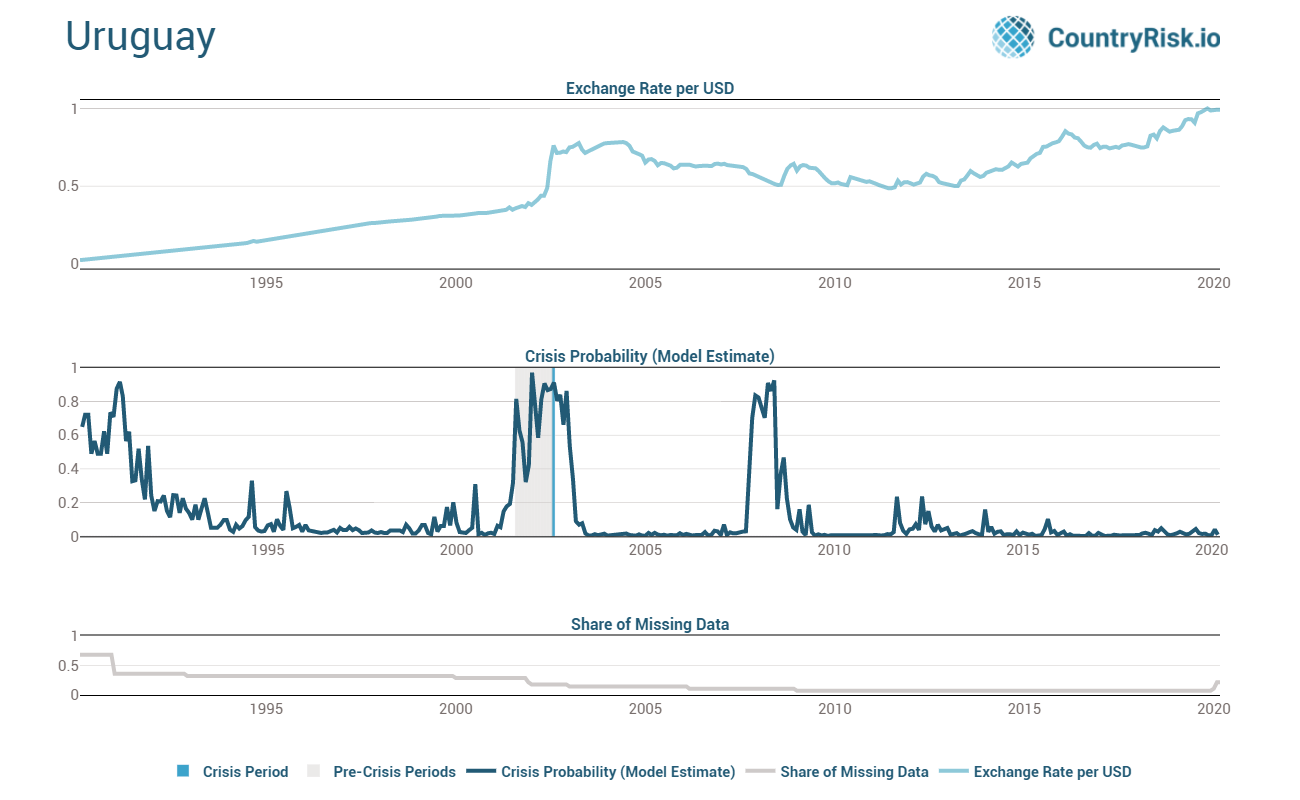 Uruguay
CountryRisk.io
Exchange Rate per USD
1
0.5
0
1995 2000 2005 2010 2015 2020
Crisis Probability (Model Estimate)
1
0.8
0.6
0.4
0.2
0
1995 2000 2005 2010 2015 2020
Share of Missing Data
1
0.5
0
1995 2000 2005 2010 2015 2020
Crisis Period Pre-Crisis Periods Crisis Probability (Model Estimate) Share of Missing Data Exchange Rate per USD